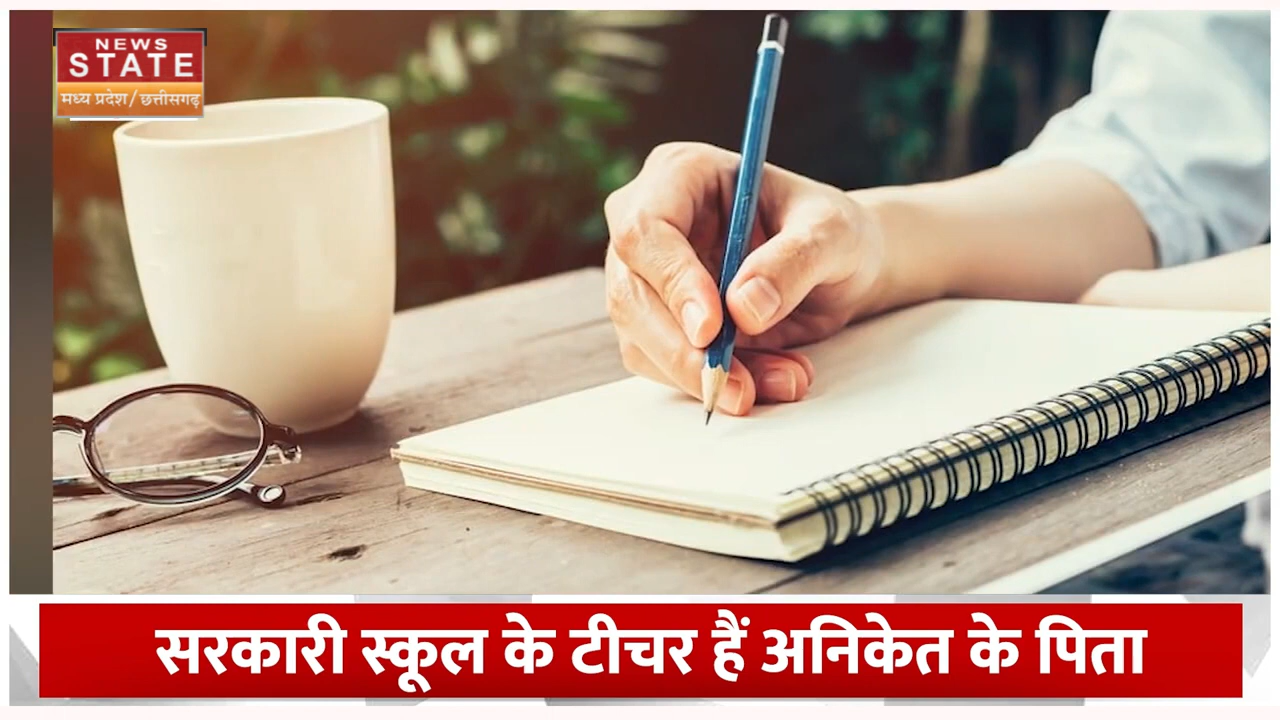 NEWS
STATE
मध्य प्रदेश/छत्तीसगढ़
सरकारी स्कूल के टीचर हैं अनिकेत के पिता